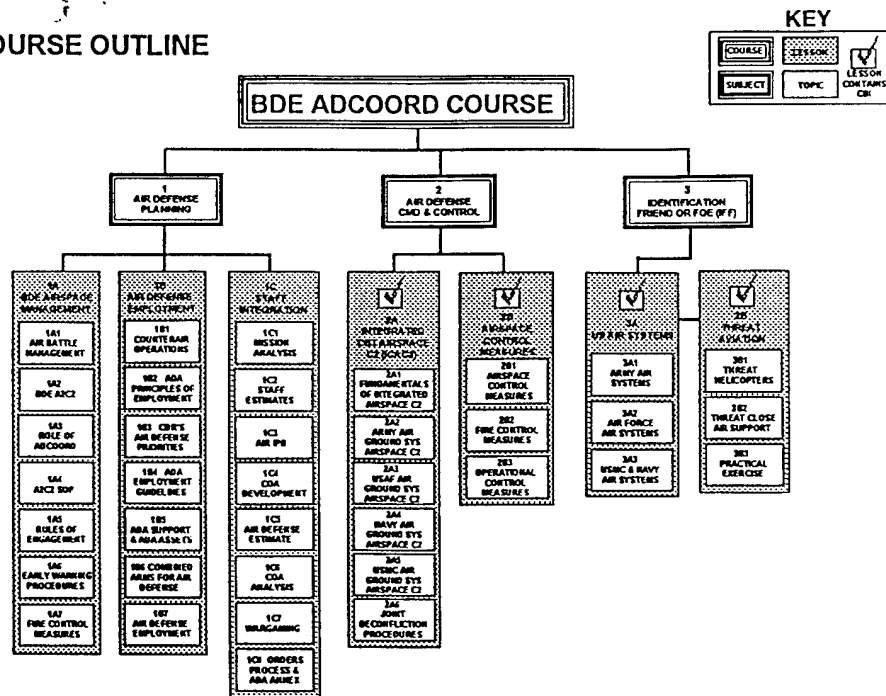 OURSE OUTLINE
KEY
COURSE
LESSON
SUBJECT
TOPIC
LESSON
CONTAINS
CBI
BDE ADCOORD COURSE
1
AIR DEFENSE
PLANNING
2
AIR DEFENSE
CMD & CONTROL
3
IDENTIFICATION
FRIEND OR FOE (IFF)
1A
BDE AIRSPACE
MANAGEMENT
1A1
AIR BATTLE
MANAGEMENT
1A2
BDE A2C2
1A3
ROLE OF
ADCOORD
1A4
A2C2 SOP
1A5
RULES OF
ENGAGEMENT
1A6
EARLY WARNING
PROCEDURES
1A7
FIRE CONTROL
MEASURES
AIR DEFENSE
EMPLOYMENT
1B1
COUNTERAIR
OPERATIONS
1B2 ADA
PRINCIPLES OF
EMPLOYMENT
1B3 CDR'S
AIR DEFENSE
PRIORITIES
1B4 ADA
EMPLOYMENT
GUIDELINES
1B5
ADA SUPPORT
& ADA ASSETS
1B6 COMBINED
ARMS FOR AIR
DEFENSE
1B7
AIR DEFENSE
EMPLOYMENT
1C
STAFF
INTEGRATION
1C1
MISSION
ANALYSIS
1C2
STAFF
ESTIMATES
1C3
AIR IPB
1C4
COA
DEVELOPMENT
1C5
AIR DEFENSE
ESTIMATE
1C6
COA
ANALYSIS
1C7
WARGAMING
1C8 ORDERS
PROCESS &
ADA ANNEX
2A
INTEGRATED
AIRSPACE
2A1
FUNDAMENTALS
OF INTEGRATED
AIRSPACE C2
2A2
ARMY AIR
GROUND SYS
AIRSPACE C2
2A3
USAF AIR
GROUND SYS
AIRSPACE C2
2A4
NAVY AIR
GROUND SYS
AIRSPACE C2
2A5
USMC AIR
GROUND SYS
AIRSPACE C2
2A6
JOINT
DECONFLICTION
PROCEDURES
2B
AIRSPACE
CONTROL
MEASURES
2B1
AIRSPACE
CONTROL
MEASURES
2B2
FIRE CONTROL
MEASURES
2B3
OPERATIONAL
CONTROL
MEASURES
3A
US AIR SYSTEMS
3A1
ARMY AIR
SYSTEMS
3A2
AIR FORCE
AIR SYSTEMS
3A3
USMC & NAVY
AIR SYSTEMS
THREAT
AVIATION
3B1
THREAT
HELICOPTERS
3B2
THREAT CLOSE
AIR SUPPORT
3B3
PRACTICAL
EXERCISE